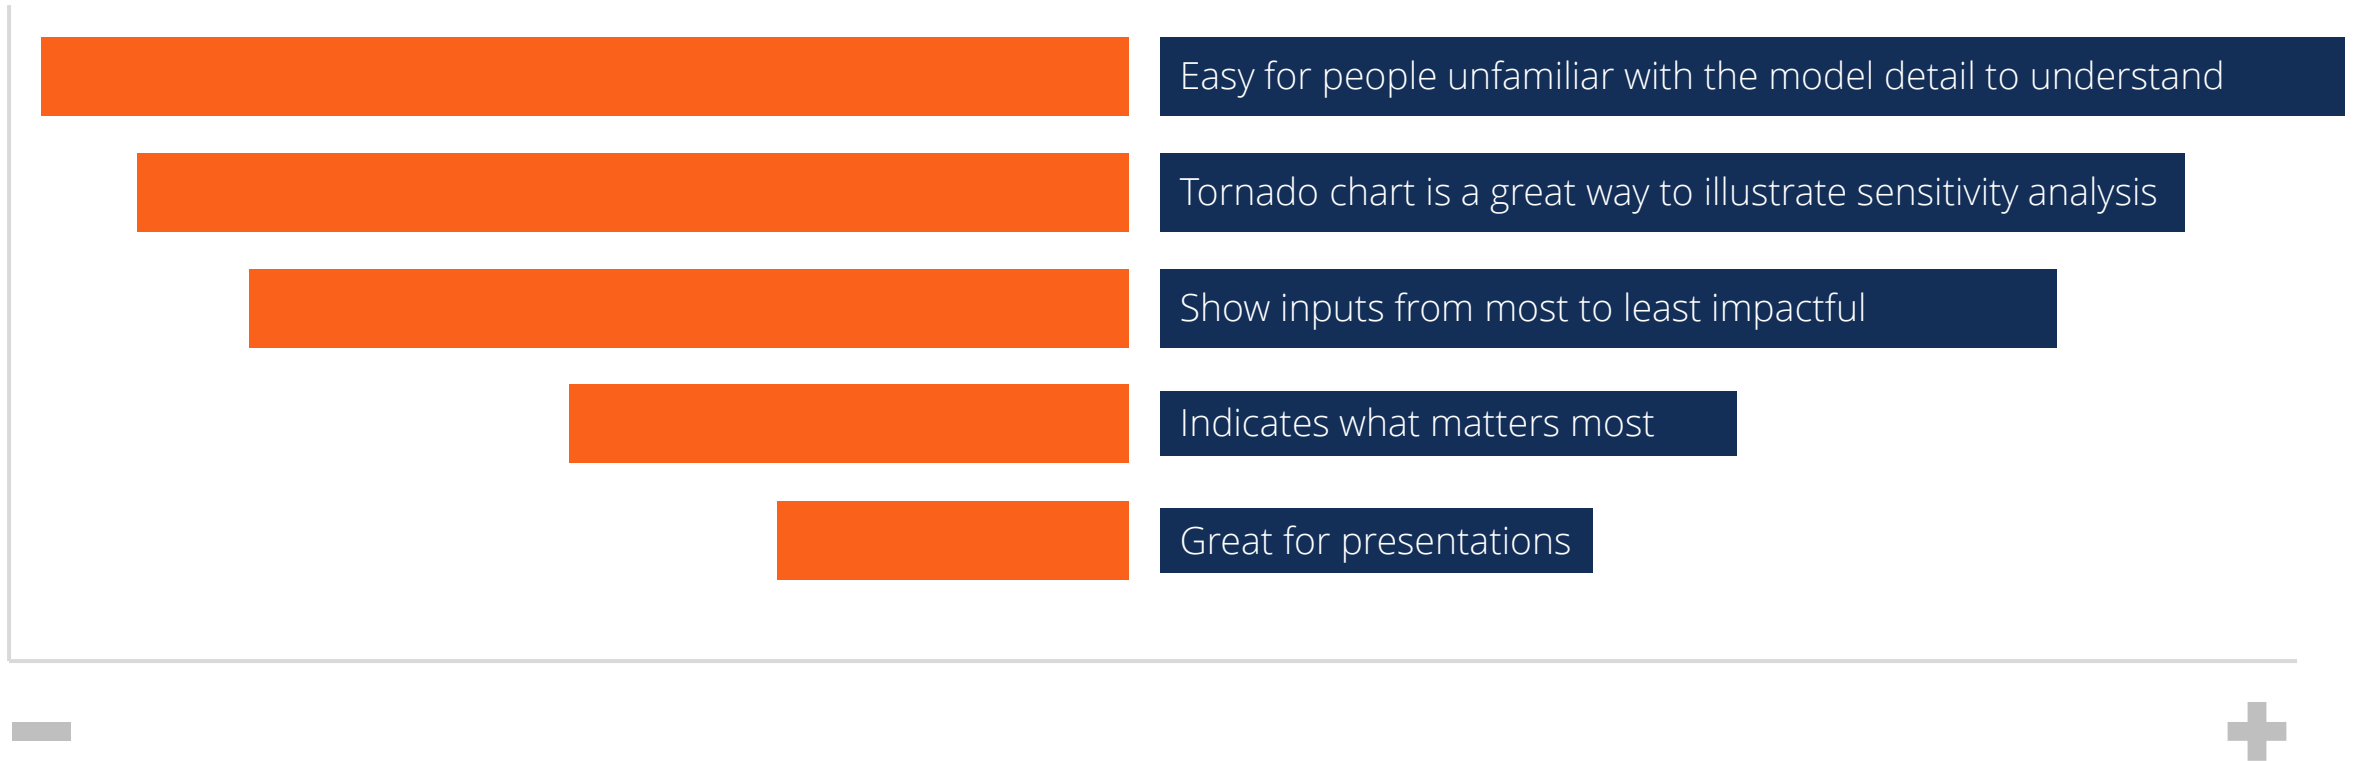 Easy for people unfamiliar with the model detail to understand
Tornado chart is a great way to illustrate sensitivity analysis
Show inputs from most to least impactful
Indicates what matters most
Great for presentations